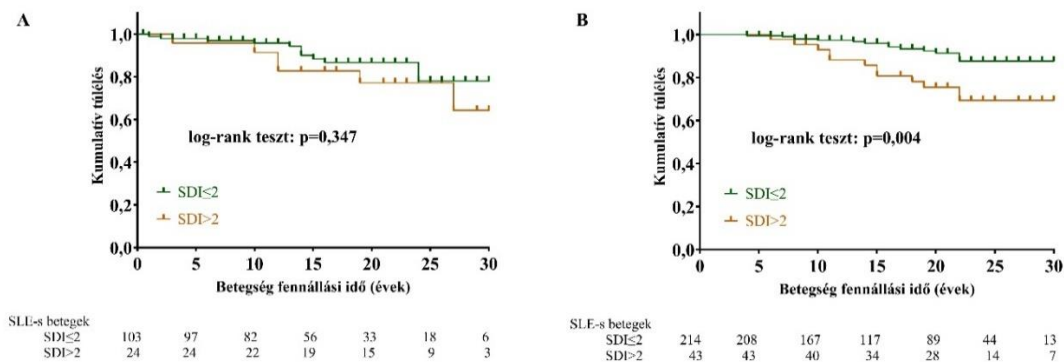 A
Kumulatív túlélés
1,0
0,8
0,6
0,4
0,2
0,0
log-rank teszt: p=0,347
SDI≤2
SDI>2
0 5 10 15 20 25 30
Betegség fennállási idő (évek)
SLE-s betegek
SDI≤2 103 97 82 56 33 18 6
SDI>2 24 24 22 19 15 9 3
B
Kumulatív túlélés
1,0
0,8
0,6
0,4
0,2
0,0
log-rank teszt: p=0,004
SDI≤2
SDI>2
0 5 10 15 20 25 30
Betegség fennállási idő (évek)
SLE-s betegek
SDI≤2 214 208 167 117 89 44
SDI>2 43 43 40 34 28 14 7